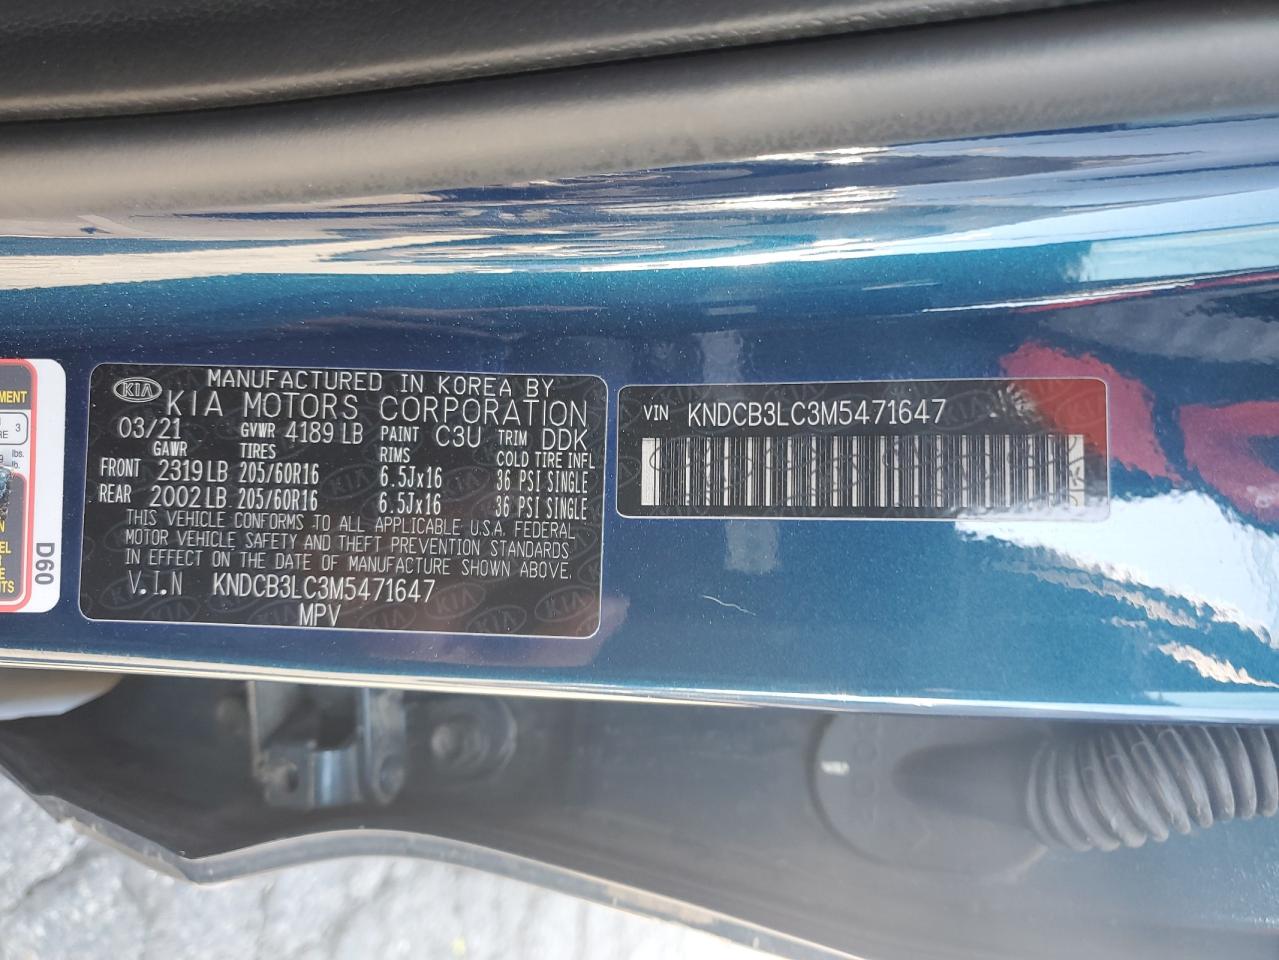 KIA
MANUFACTURED IN KOREA BY
KIA MOTORS CORPORATION
03/21 GVWR 4189 LB PAINT C3U TRIM DDK
GAWR TIRES RIMS COLD TIRE INFL
FRONT 2319 LB 205/60R16 6.5Jx16 36 PSI SINGLE
REAR 2002 LB 205/60R16 6.5Jx16 36 PSI SINGLE
THIS VEHICLE CONFORMS TO ALL APPLICABLE U.S.A. FEDERAL
MOTOR VEHICLE SAFETY AND THEFT PREVENTION STANDARDS
IN EFFECT ON THE DATE OF MANUFACTURE SHOWN ABOVE.
V.I.N KNDCB3LC3M5471647
MPV
VIN KNDCB3LC3M5471647
3
lbs.
lb.
D60